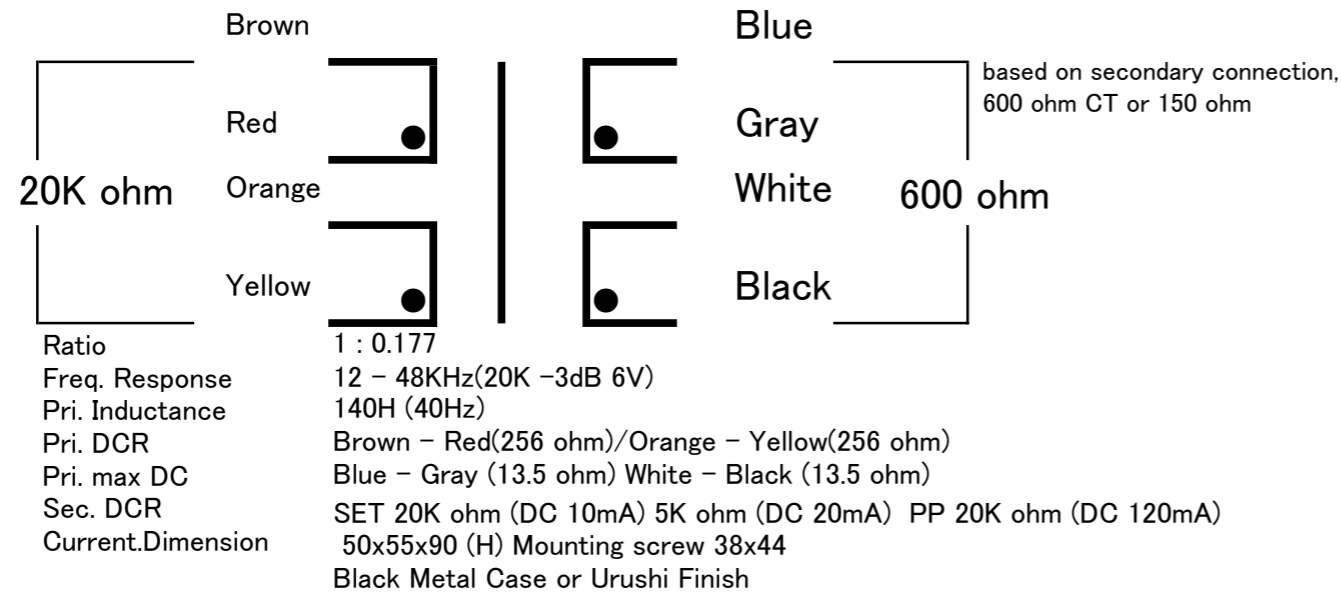 Brown
Blue
based on secondary connection,
600 ohm CT or 150 ohm
Red
Gray
20K ohm
Orange
White
600 ohm
Yellow
Black
Ratio 1 : 0.177
Freq. Response 12 - 48KHz(20K -3dB 6V)
Pri. Inductance 140H (40Hz)
Pri. DCR Brown - Red(256 ohm)/Orange - Yellow(256 ohm)
Pri. max DC Blue - Gray (13.5 ohm) White - Black (13.5 ohm)
Sec. DCR SET 20K ohm (DC 10mA) 5K ohm (DC 20mA) PP 20K ohm (DC 120mA)
Current.Dimension 50x55x90 (H) Mounting screw 38x44
Black Metal Case or Urushi Finish